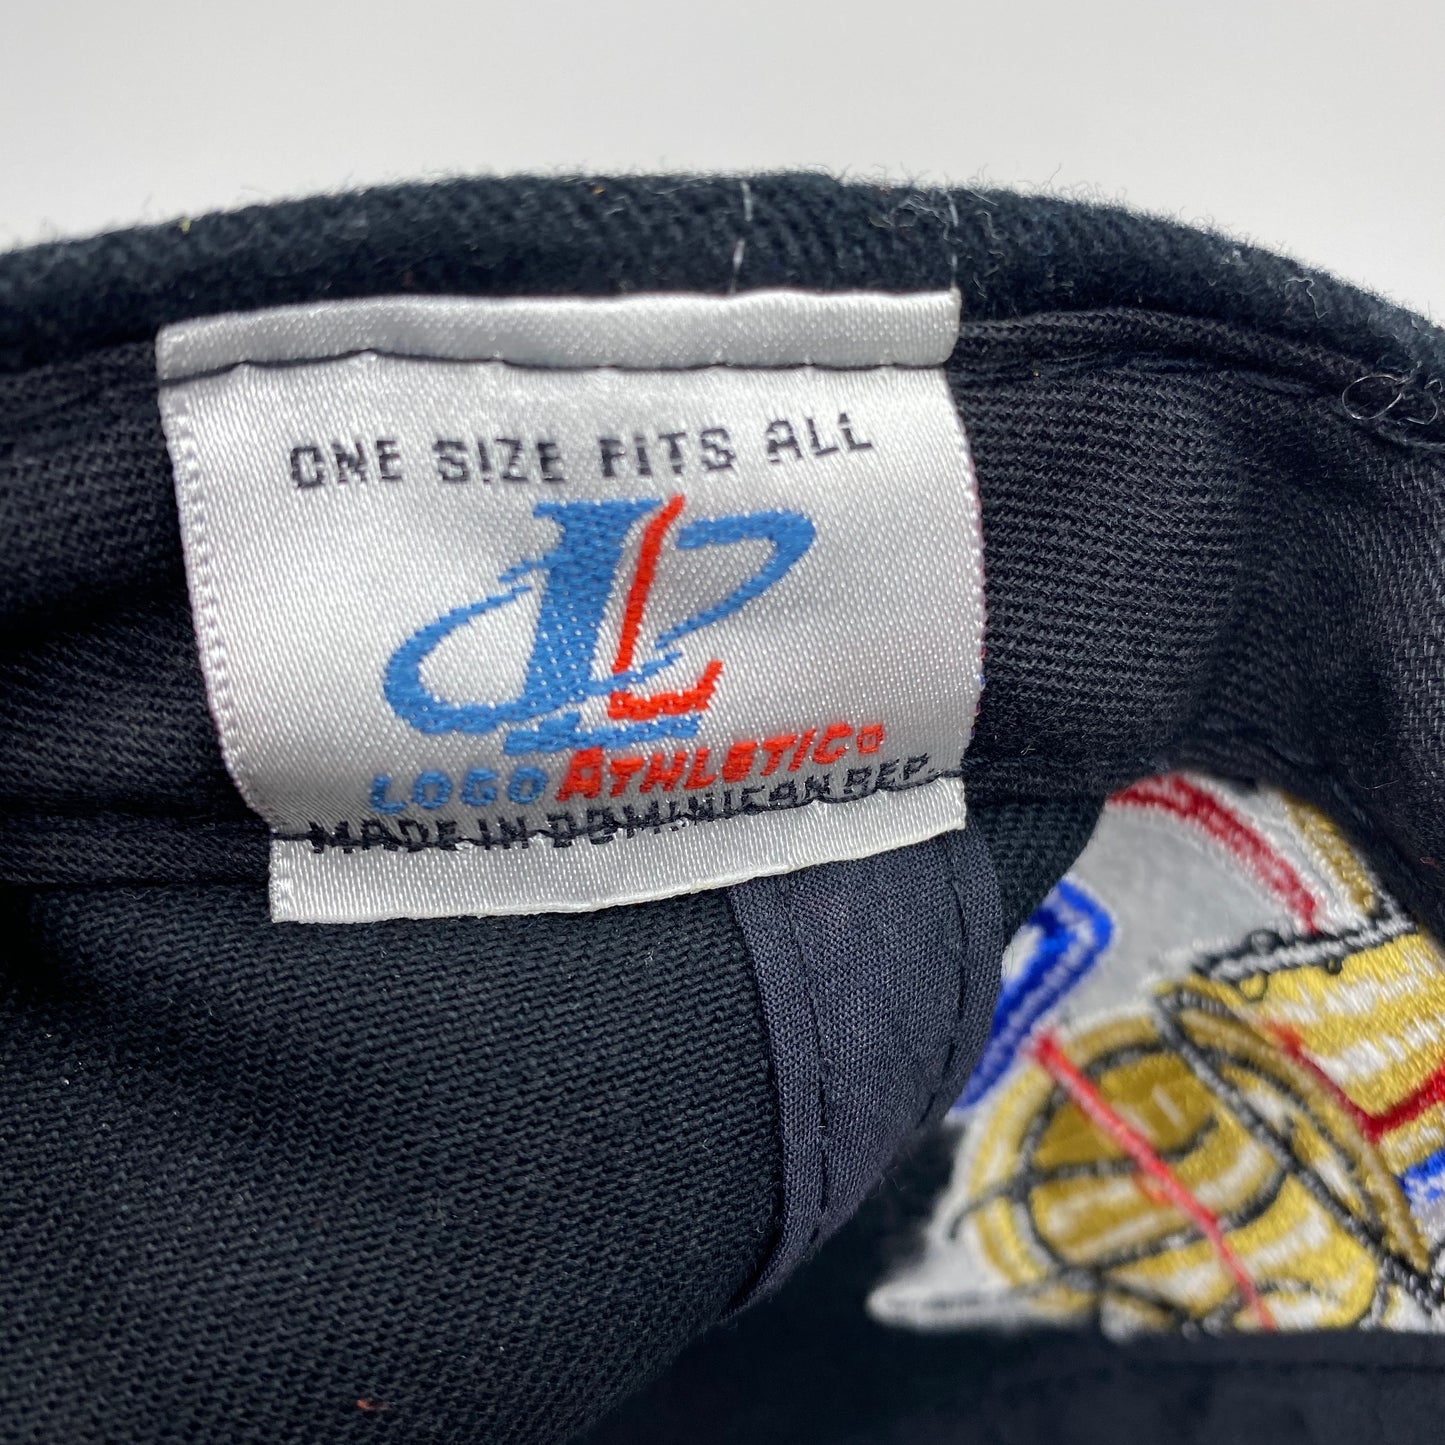 ONE SIZE FITS ALL
LOGO ATHLETIC®
MADE IN DOMINICAN REP.